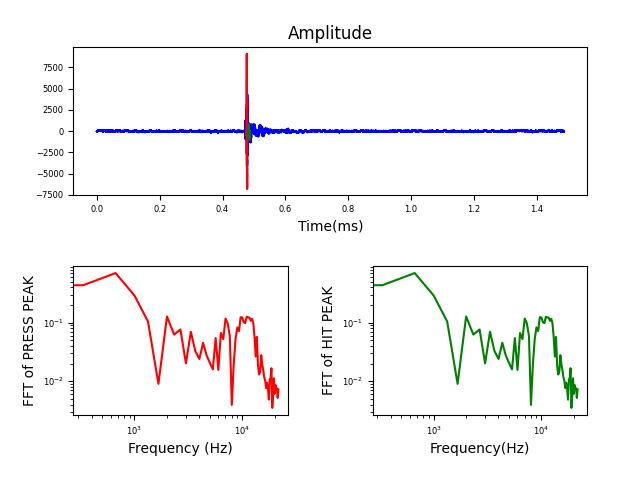 Amplitude
7500
5000
2500
0
−2500
−5000
−7500
0.0 0.2 0.4 0.6 0.8 1.0 1.2 1.4
Time(ms)
FFT of PRESS PEAK
10⁻¹
10⁻²
10³ 10⁴
Frequency (Hz)
FFT of HIT PEAK
10⁻¹
10⁻²
10³ 10⁴
Frequency(Hz)